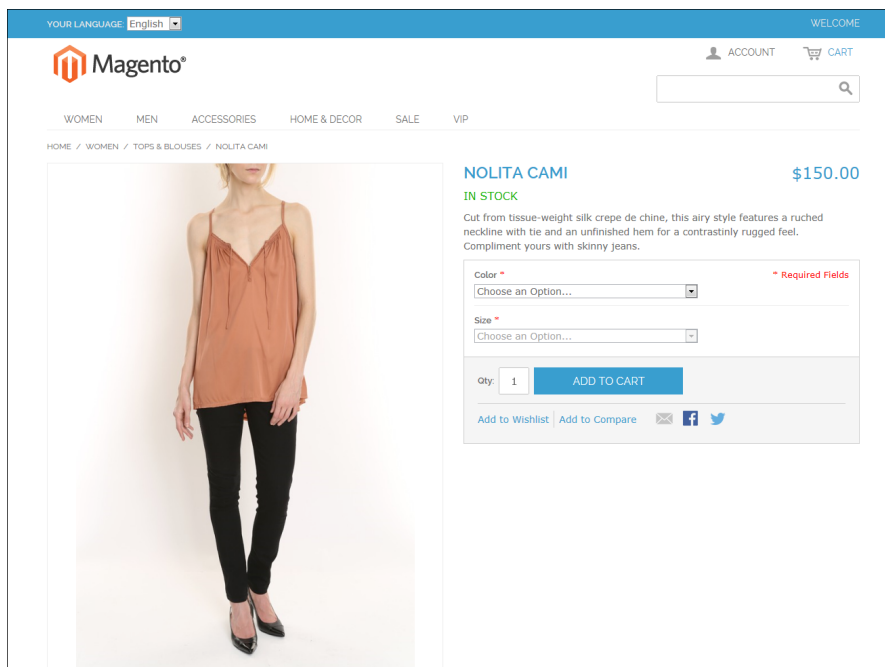 YOUR LANGUAGE: English
WELCOME
Magento®
ACCOUNT
CART
WOMEN MEN ACCESSORIES HOME & DECOR SALE VIP
HOME / WOMEN / TOPS & BLOUSES / NOLITA CAMI
NOLITA CAMI $150.00
IN STOCK
Cut from tissue-weight silk crepe de chine, this airy style features a ruched
neckline with tie and an unfinished hem for a contrastinly rugged feel.
Compliment yours with skinny jeans.
Color * * Required Fields
Choose an Option...
Size *
Choose an Option...
Qty: 1 ADD TO CART
Add to Wishlist Add to Compare